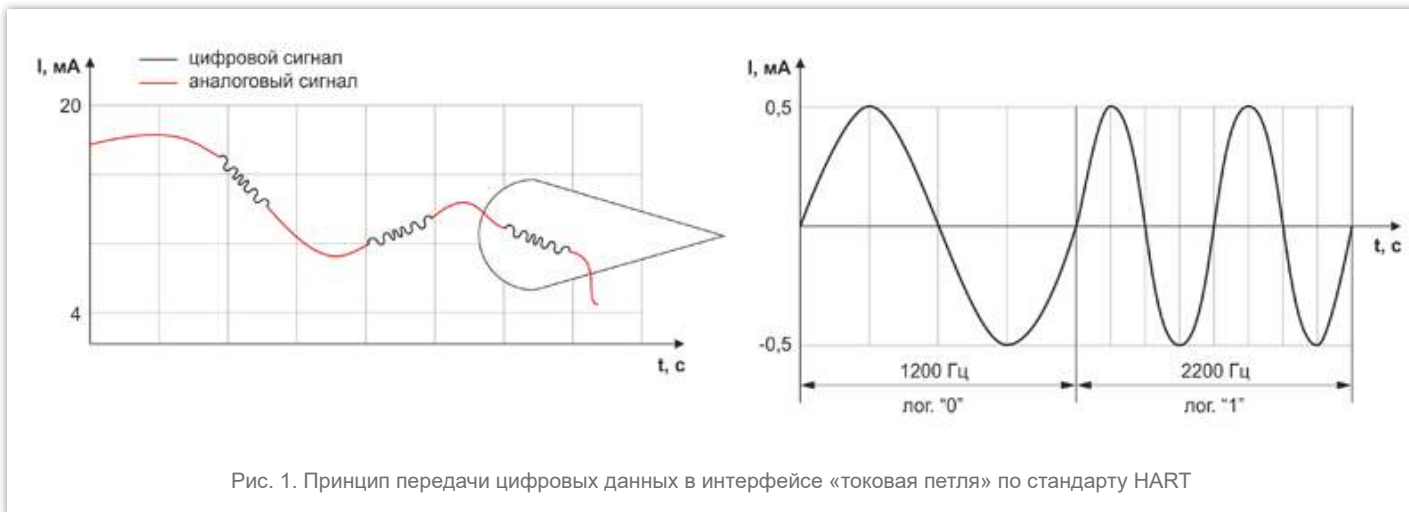 I, мА
цифровой сигнал
аналоговый сигнал
20
4
t, с
I, мА
0,5
-0,5
t, с
1200 Гц
2200 Гц
лог. “0”
лог. “1”
Рис. 1. Принцип передачи цифровых данных в интерфейсе «токовая петля» по стандарту HART